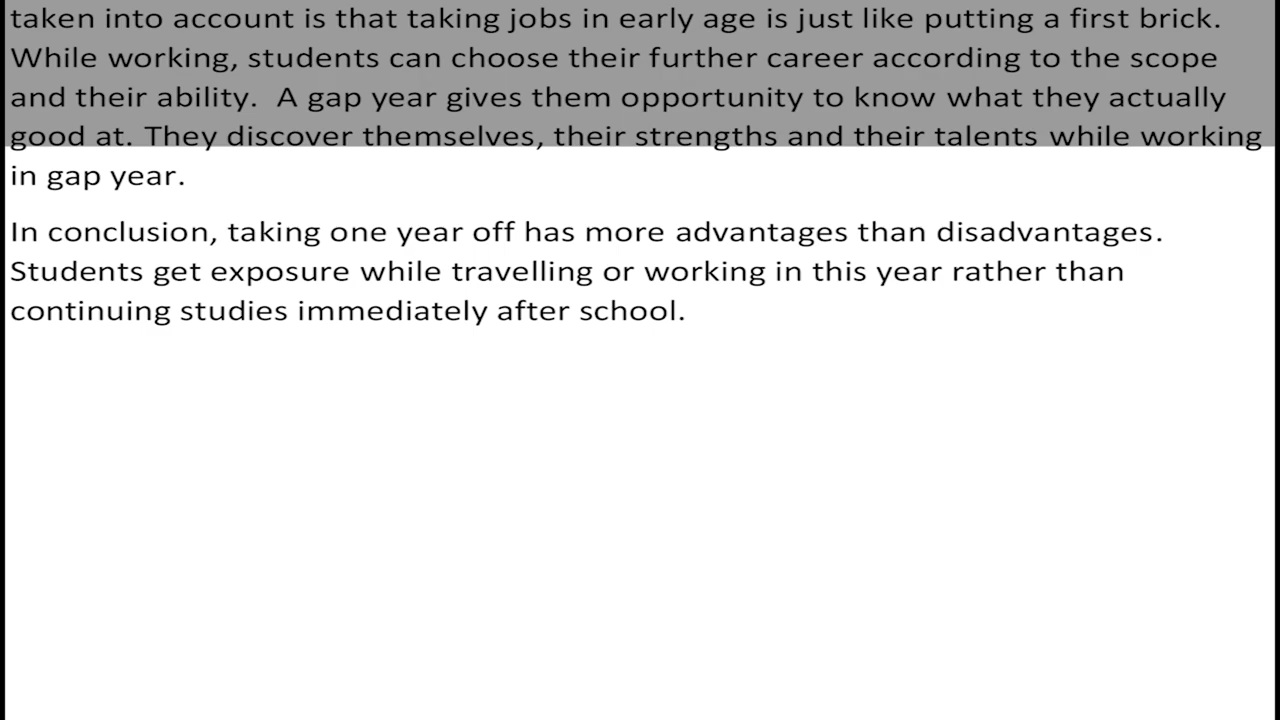 taken into account is that taking jobs in early age is just like putting a first brick.
While working, students can choose their further career according to the scope
and their ability.  A gap year gives them opportunity to know what they actually
good at. They discover themselves, their strengths and their talents while working
in gap year.
In conclusion, taking one year off has more advantages than disadvantages.
Students get exposure while travelling or working in this year rather than
continuing studies immediately after school.